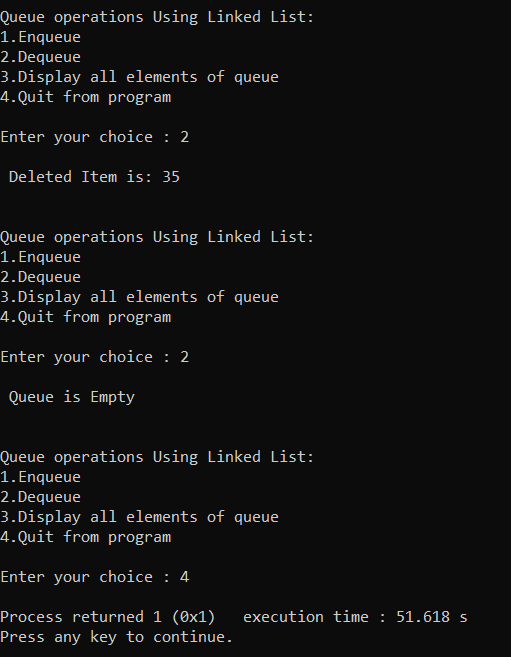 Queue operations Using Linked List:
1.Enqueue
2.Dequeue
3.Display all elements of queue
4.Quit from program
Enter your choice : 2
Deleted Item is: 35
Queue operations Using Linked List:
1.Enqueue
2.Dequeue
3.Display all elements of queue
4.Quit from program
Enter your choice : 2
Queue is Empty
Queue operations Using Linked List:
1.Enqueue
2.Dequeue
3.Display all elements of queue
4.Quit from program
Enter your choice : 4
Process returned 1 (0x1)   execution time : 51.618 s
Press any key to continue.